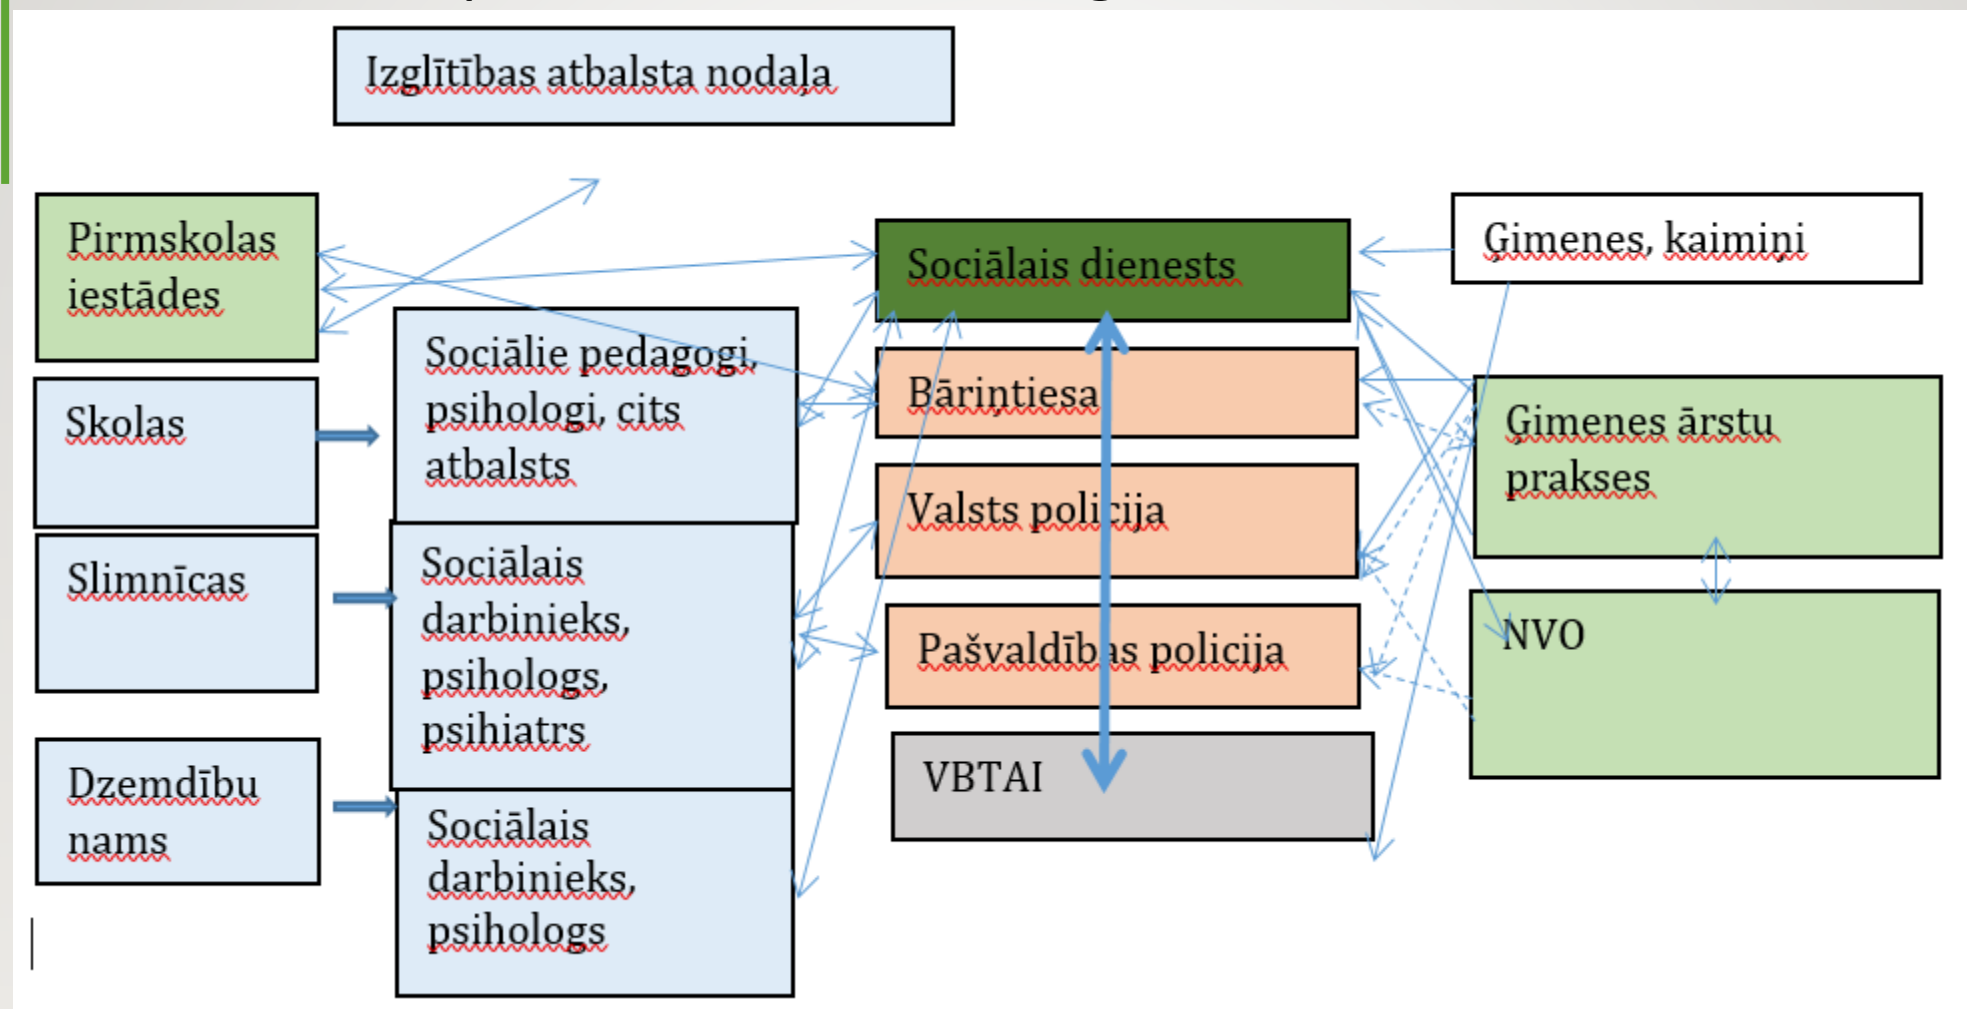 Izglītības atbalsta nodaļa
Pirmskolas
iestādes
Skolas
Slimnīcas
Dzemdību
nams
Sociālie pedagogi,
psihologi, cits
atbalsts
Sociālais
darbinieks,
psihologs,
psihiatrs
Sociālais
darbinieks,
psihologs
Sociālais dienests
Bāriņtiesa
Valsts policija
Pašvaldības policija
VBTAI
Ģimenes, kaimiņi
Ģimenes ārstu
prakses
NVO